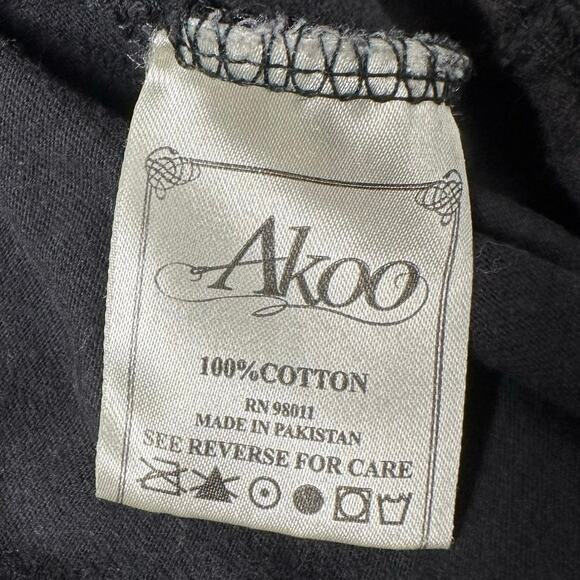 Akoo
100%COTTON
RN 98011
MADE IN PAKISTAN
SEE REVERSE FOR CARE